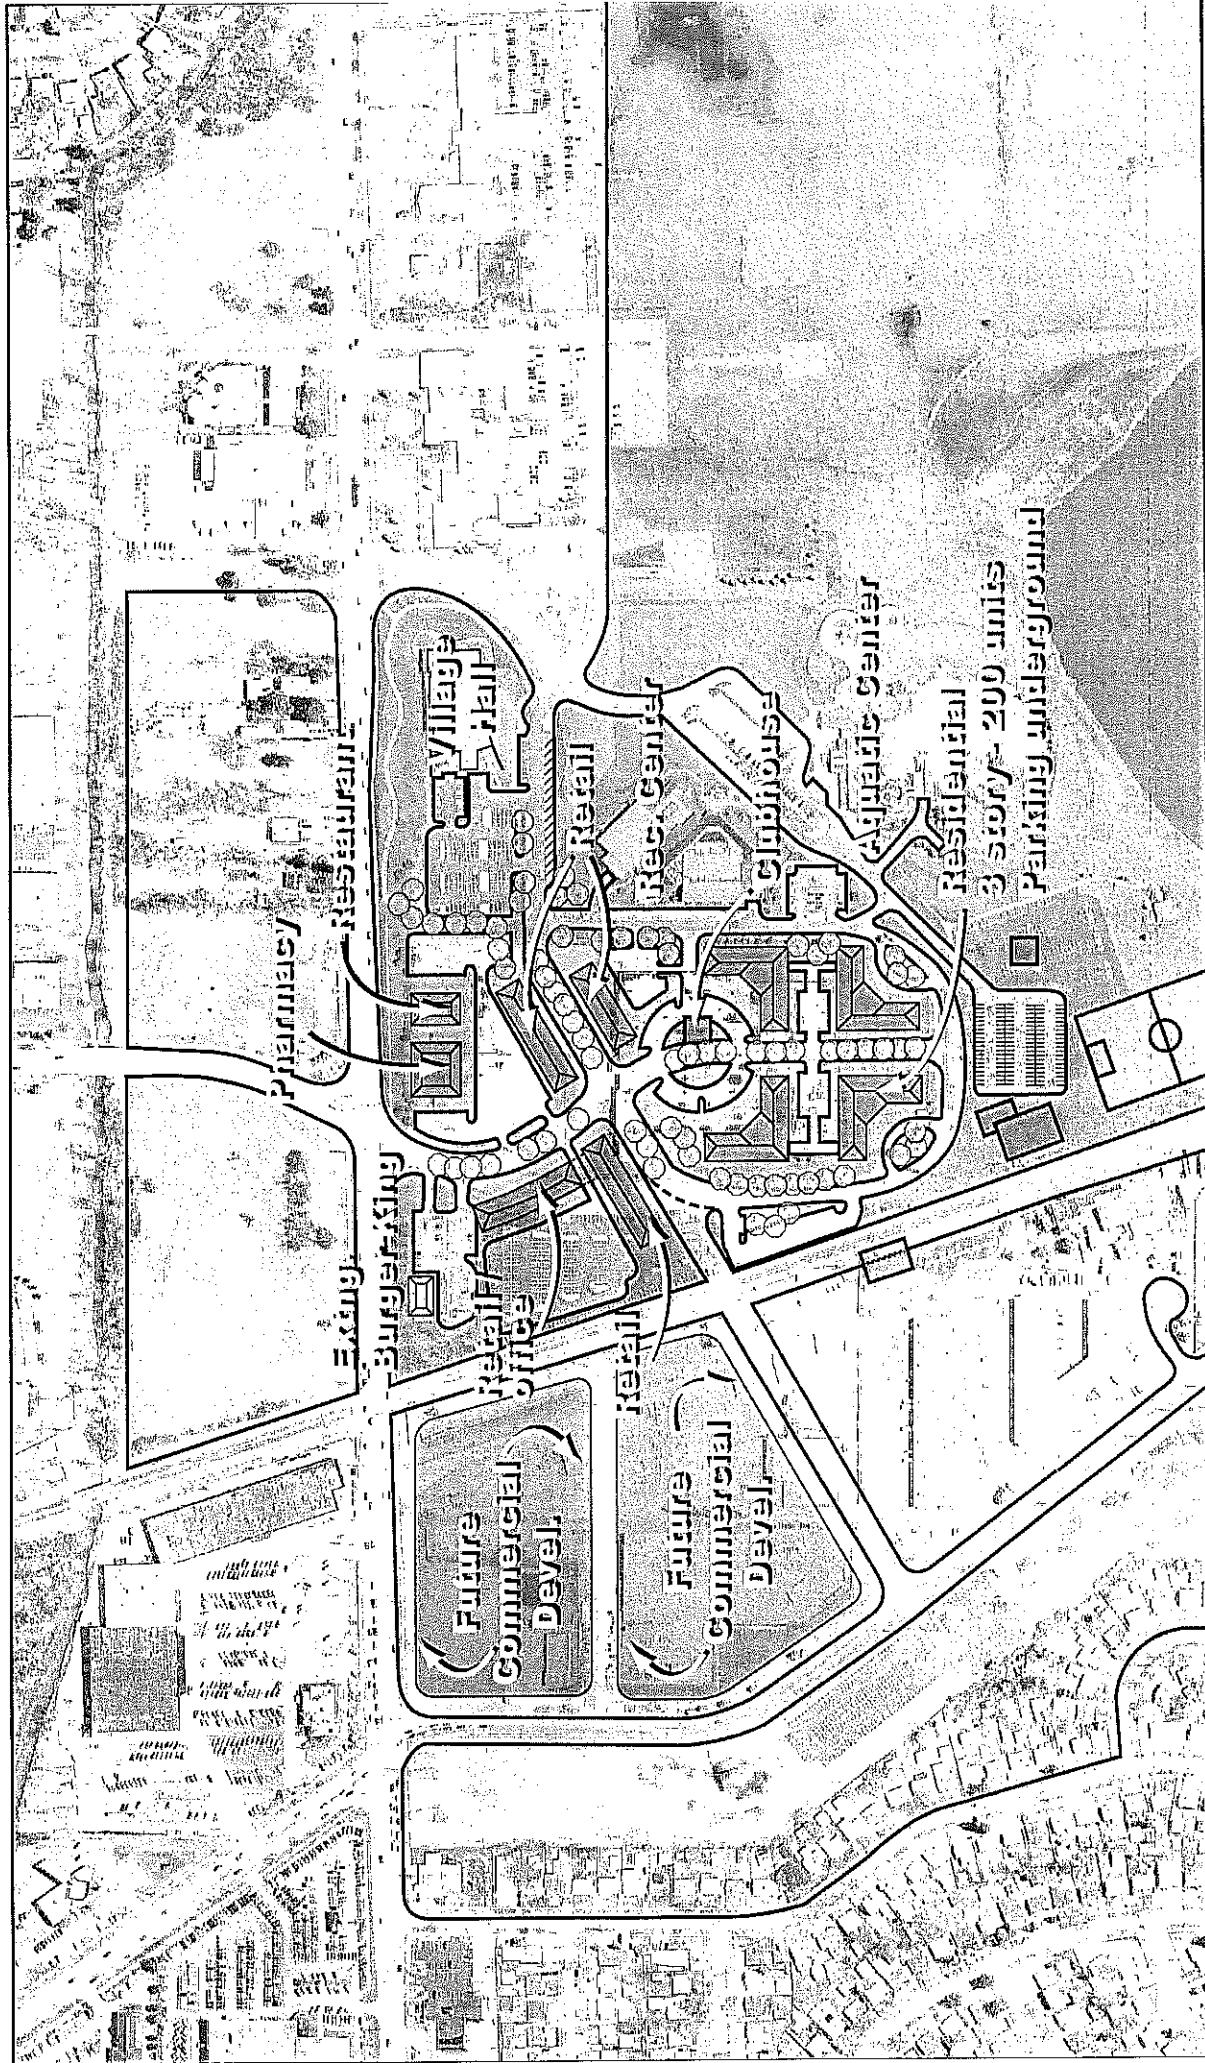 Pharmacy
Restaurant
Exing.
Burger King
Village
Hall
Future
Commercial
Devel.
Retail /
office
Retail
Retail
Rec. Center
Future
Commercial
Devel.
Clubhouse
Aquatic Center
Residential
3 story - 200 units
Parking underground